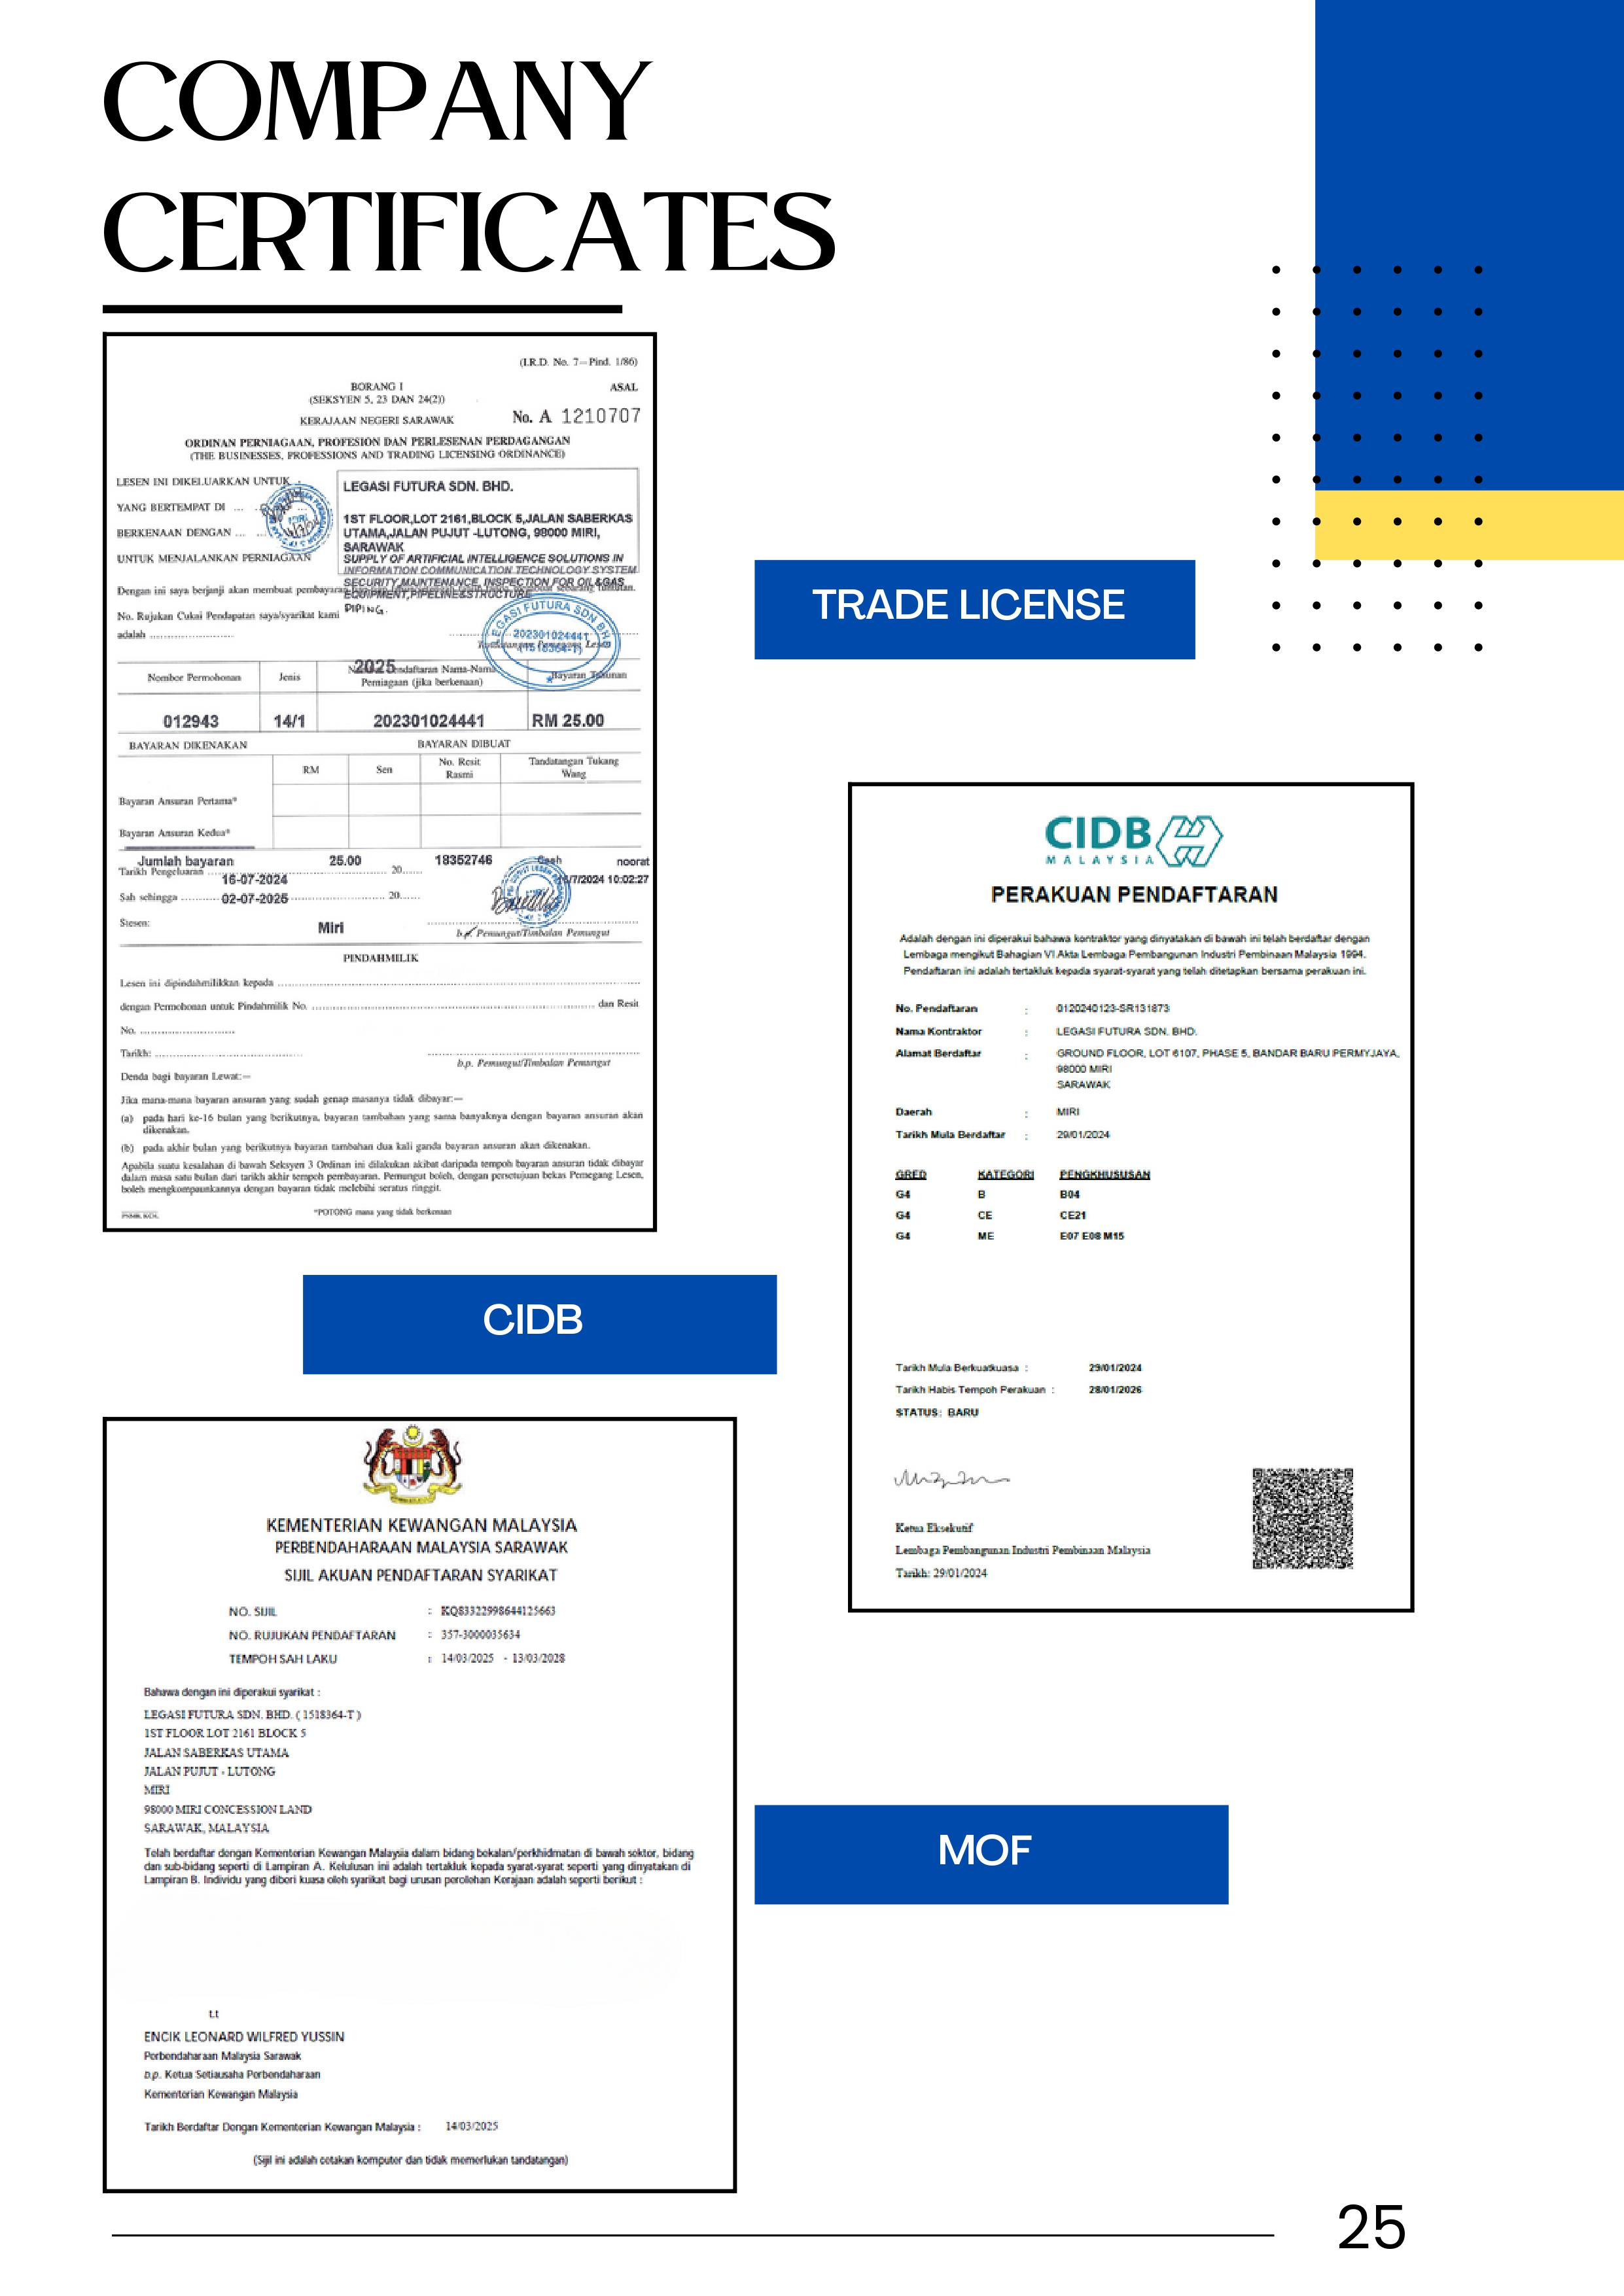 COMPANY
CERTIFICATES
(I.R.D. No. 7—Pind. 1/86)
BORANG I
ASAL
(SEKSYEN 5, 23 DAN 24(2))
KERAJAAN NEGERI SARAWAK
No. A 1210707
ORDINAN PERNIAGAAN, PROFESION DAN PERLESENAN PERDAGANGAN
(THE BUSINESSES, PROFESSIONS AND TRADING LICENSING ORDINANCE)
LESEN INI DIKELUARKAN UNTUK
LEGASI FUTURA SDN. BHD.
YANG BERTEMPAT DI ...
1ST FLOOR,LOT 2161,BLOCK 5,JALAN SABERKAS
BERKENAAN DENGAN ...
UTAMA,JALAN PUJUT -LUTONG, 98000 MIRI,
SARAWAK
UNTUK MENJALANKAN PERNIAGAAN
SUPPLY OF ARTIFICIAL INTELLIGENCE SOLUTIONS IN
INFORMATION COMMUNICATION TECHNOLOGY SYSTEM
SECURITY,MAINTENANCE, INSPECTION FOR OIL&GAS
EQUIPMENT,PIPELINE&STRUCTURE
PIPING.
Dengan ini saya berjanji akan membuat pembayaran
No. Rujukan Cukai Pendapatan saya/syarikat kami
adalah
LEGASI FUTURA SDN BHD
202301024441
(1518364-T)
2025
Nombor Permohonan
Jenis
Pendaftaran Nama-Nama
Perniagaan (jika berkenaan)
Bayaran Tahunan
012943
14/1
202301024441
RM 25.00
BAYARAN DIKENAKAN
BAYARAN DIBUAT
RM
Sen
No. Resit
Rasmi
Tandatangan Tukang
Wang
Bayaran Ansuran Pertama*
Bayaran Ansuran Kedua*
Jumlah bayaran 25.00 18352746 Cash noorat
Tarikh Pengeluaran 16-07-2024 20......
/7/2024 10:02:27
Sah sehingga 02-07-2025 20......
Stesen: Miri
b.p. Pemungut/Timbalan Pemungut
PINDAHMILIK
Lesen ini dipindahmilikkan kepada
dengan Permohonan untuk Pindahmilik No. dan Resit
No.
Tarikh:
b.p. Pemungut/Timbalan Pemungut
Denda bagi bayaran Lewat:—
Jika mana-mana bayaran ansuran yang sudah genap masanya tidak dibayar:—
(a) pada hari ke-16 bulan yang berikutnya, bayaran tambahan yang sama banyaknya dengan bayaran ansuran akan
dikenakan.
(b) pada akhir bulan yang berikutnya bayaran tambahan dua kali ganda bayaran ansuran akan dikenakan.
Apabila suatu kesalahan di bawah Seksyen 3 Ordinan ini dilakukan akibat daripada tempoh bayaran ansuran tidak dibayar
dalam masa satu bulan dari tarikh akhir tempoh pembayaran, Pemungut boleh, dengan persetujuan bekas Pemegang Lesen,
boleh mengkompaunkannya dengan bayaran tidak melebihi seratus ringgit.
PNMB, KCH.
*POTONG mana yang tidak berkenaan
TRADE LICENSE
CIDB
MALAYSIA
PERAKUAN PENDAFTARAN
Adalah dengan ini diperakui bahawa kontraktor yang dinyatakan di bawah ini telah berdaftar dengan
Lembaga mengikut Bahagian VI Akta Lembaga Pembangunan Industri Pembinaan Malaysia 1994.
Pendaftaran ini adalah tertakluk kepada syarat-syarat yang telah ditetapkan bersama perakuan ini.
No. Pendaftaran : 0120240123-SR131873
Nama Kontraktor : LEGASI FUTURA SDN. BHD.
Alamat Berdaftar : GROUND FLOOR, LOT 6107, PHASE 5, BANDAR BARU PERMYJAYA,
98000 MIRI
SARAWAK
Daerah : MIRI
Tarikh Mula Berdaftar : 29/01/2024
GRED KATEGORI PENGKHUSUSAN
G4 B B04
G4 CE CE21
G4 ME E07 E08 M15
Tarikh Mula Berkuatkuasa : 29/01/2024
Tarikh Habis Tempoh Perakuan : 28/01/2026
STATUS: BARU
Ketua Eksekutif
Lembaga Pembangunan Industri Pembinaan Malaysia
Tarikh: 29/01/2024
CIDB
KEMENTERIAN KEWANGAN MALAYSIA
PERBENDAHARAAN MALAYSIA SARAWAK
SIJIL AKUAN PENDAFTARAN SYARIKAT
NO. SIJIL : KQ83322998644125663
NO. RUJUKAN PENDAFTARAN : 357-3000035634
TEMPOH SAH LAKU : 14/03/2025 - 13/03/2028
Bahawa dengan ini diperakui syarikat :
LEGASI FUTURA SDN. BHD. ( 1518364-T )
1ST FLOOR LOT 2161 BLOCK 5
JALAN SABERKAS UTAMA
JALAN PUJUT - LUTONG
MIRI
98000 MIRI CONCESSION LAND
SARAWAK, MALAYSIA
Telah berdaftar dengan Kementerian Kewangan Malaysia dalam bidang bekalan/perkhidmatan di bawah sektor, bidang
dan sub-bidang seperti di Lampiran A. Kelulusan ini adalah tertakluk kepada syarat-syarat seperti yang dinyatakan di
Lampiran B. Individu yang diberi kuasa oleh syarikat bagi urusan perolehan Kerajaan adalah seperti berikut :
t.t
ENCIK LEONARD WILFRED YUSSIN
Perbendaharaan Malaysia Sarawak
b.p. Ketua Setiausaha Perbendaharaan
Kementerian Kewangan Malaysia
Tarikh Berdaftar Dengan Kementerian Kewangan Malaysia : 14/03/2025
(Sijil ini adalah cetakan komputer dan tidak memerlukan tandatangan)
MOF
25